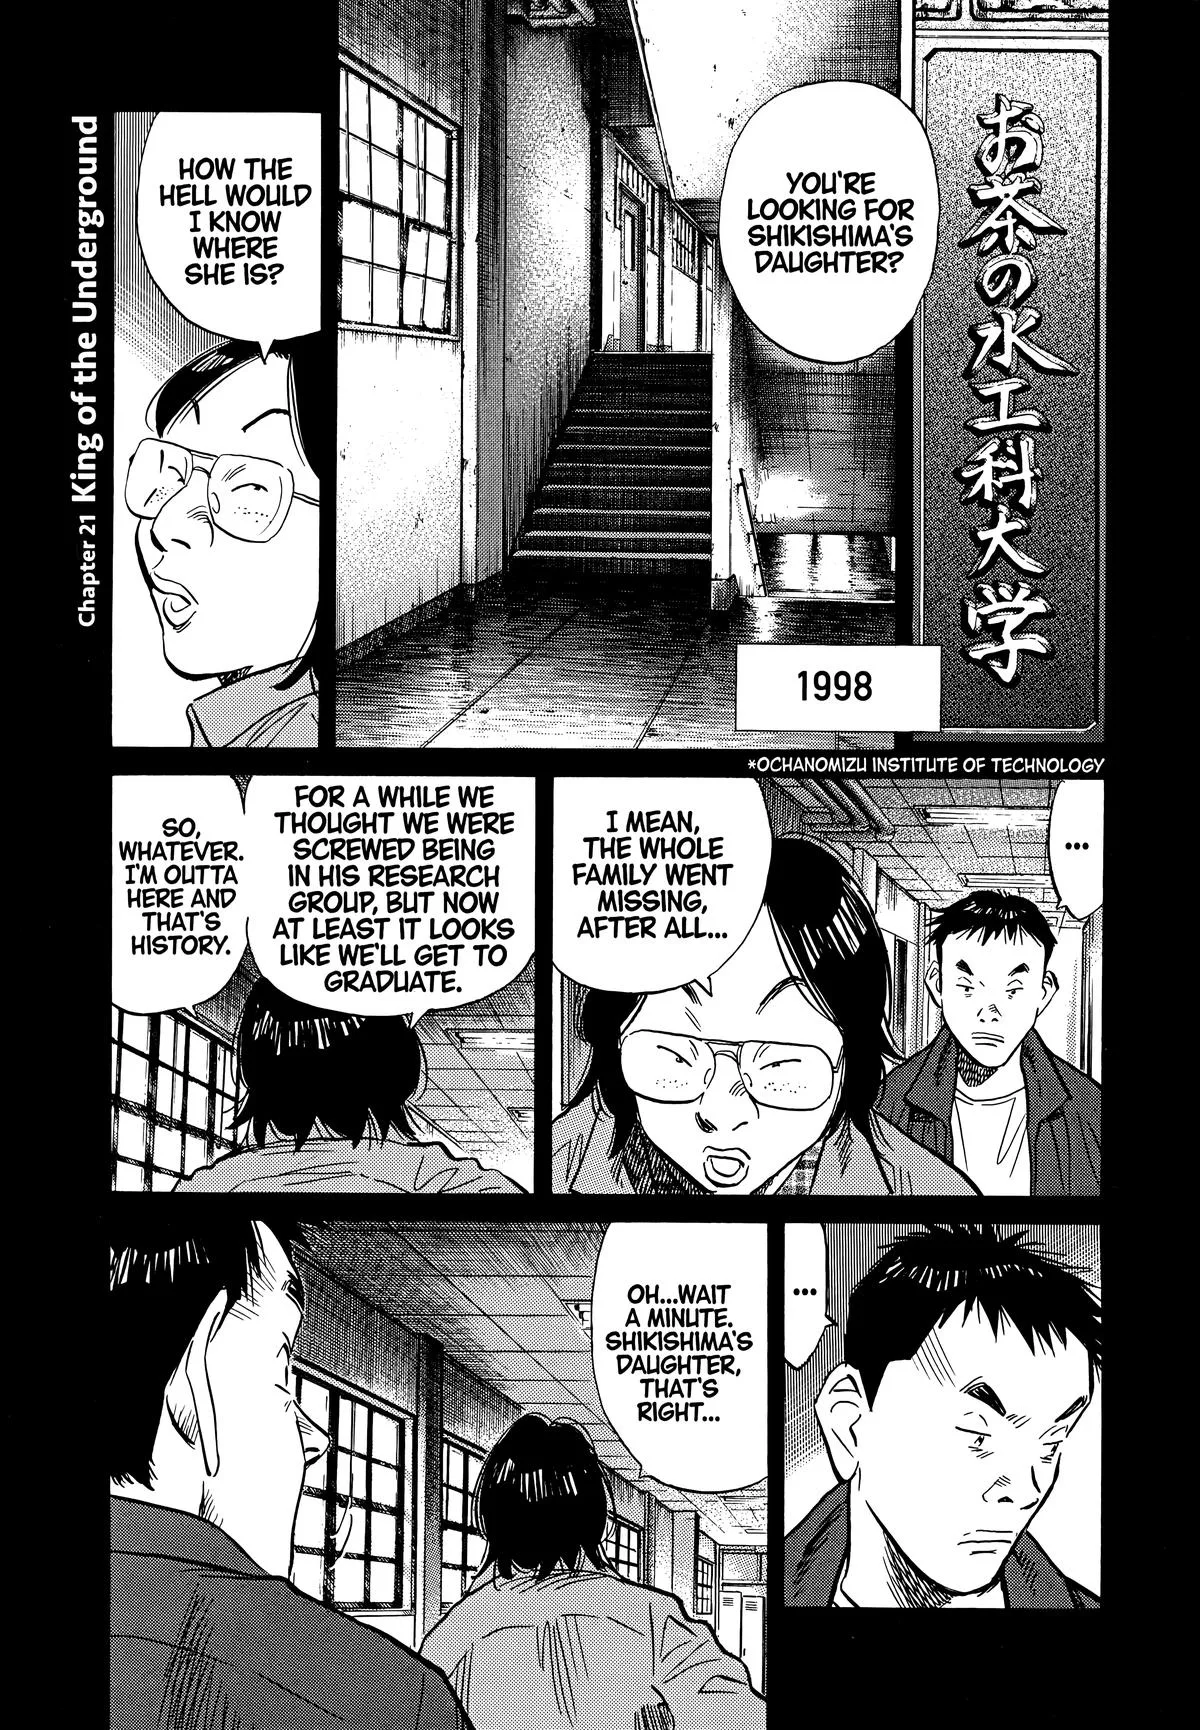 Chapter 21 King of the Underground
お茶の水工科大学
YOU'RE
LOOKING FOR
SHIKISHIMA'S
DAUGHTER?
1998
*OCHANOMIZU INSTITUTE OF TECHNOLOGY
HOW THE
HELL WOULD
I KNOW
WHERE
SHE IS?
...
I MEAN,
THE WHOLE
FAMILY WENT
MISSING,
AFTER ALL...
FOR A WHILE WE
THOUGHT WE WERE
SCREWED BEING
IN HIS RESEARCH
GROUP, BUT NOW
AT LEAST IT LOOKS
LIKE WE'LL GET TO
GRADUATE.
SO,
WHATEVER.
I'M OUTTA
HERE AND
THAT'S
HISTORY.
...
OH...WAIT
A MINUTE.
SHIKISHIMA'S
DAUGHTER,
THAT'S
RIGHT...